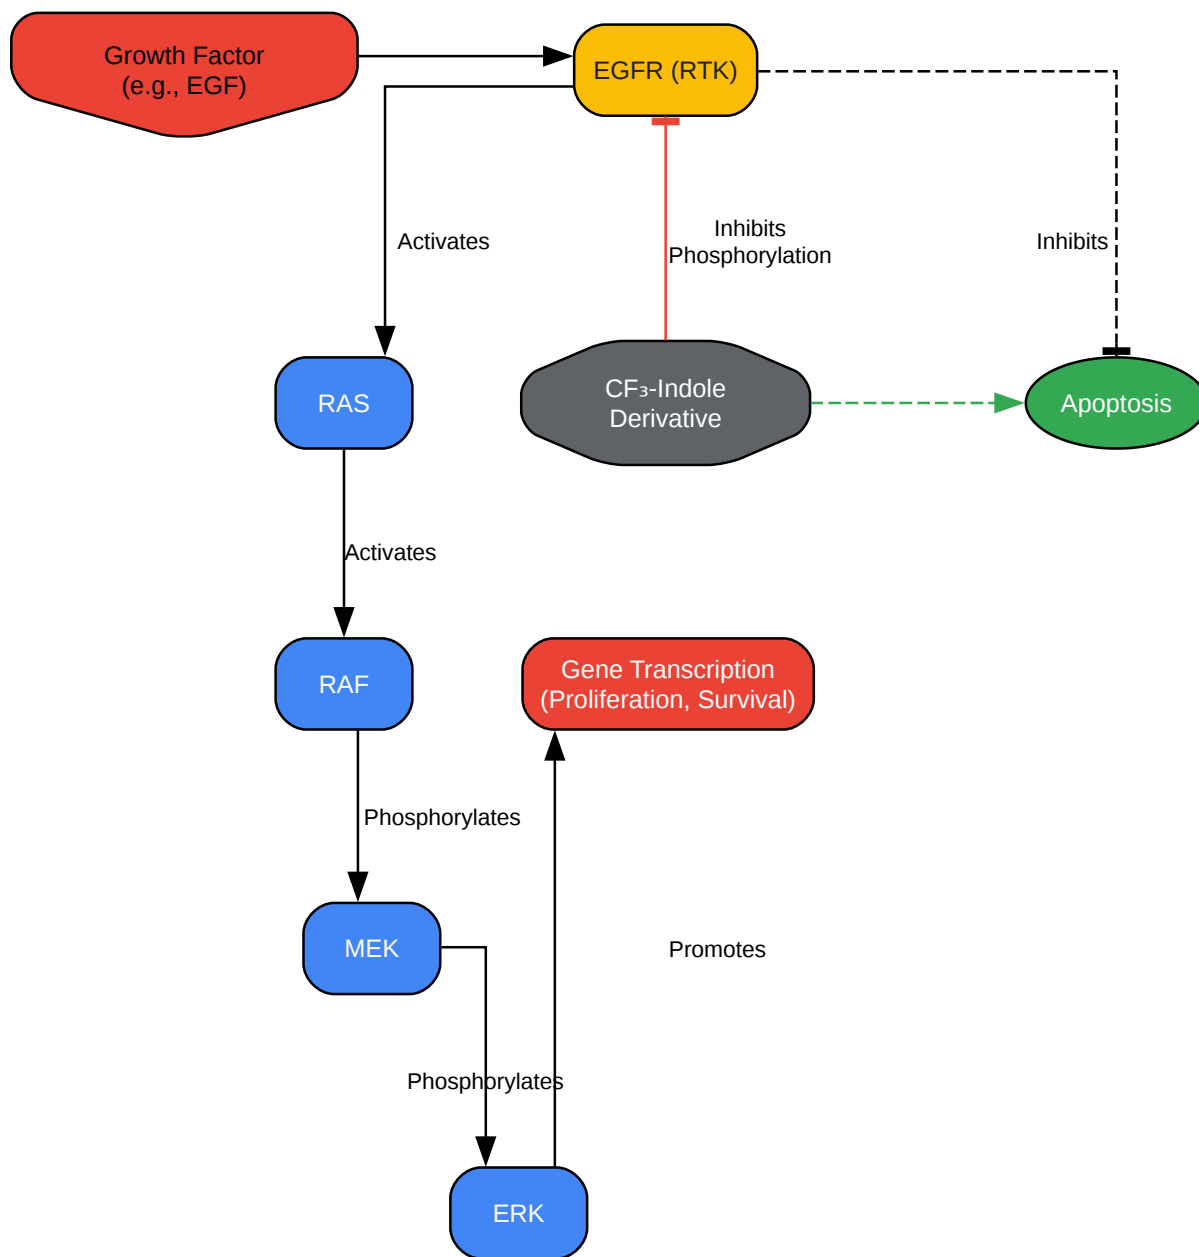 Growth Factor
(e.g., EGF)
EGFR (RTK)
Activates
Inhibits
Phosphorylation
Inhibits
RAS
CF₃-Indole
Derivative
Apoptosis
Activates
RAF
Gene Transcription
(Proliferation, Survival)
Phosphorylates
MEK
Promotes
Phosphorylates
ERK